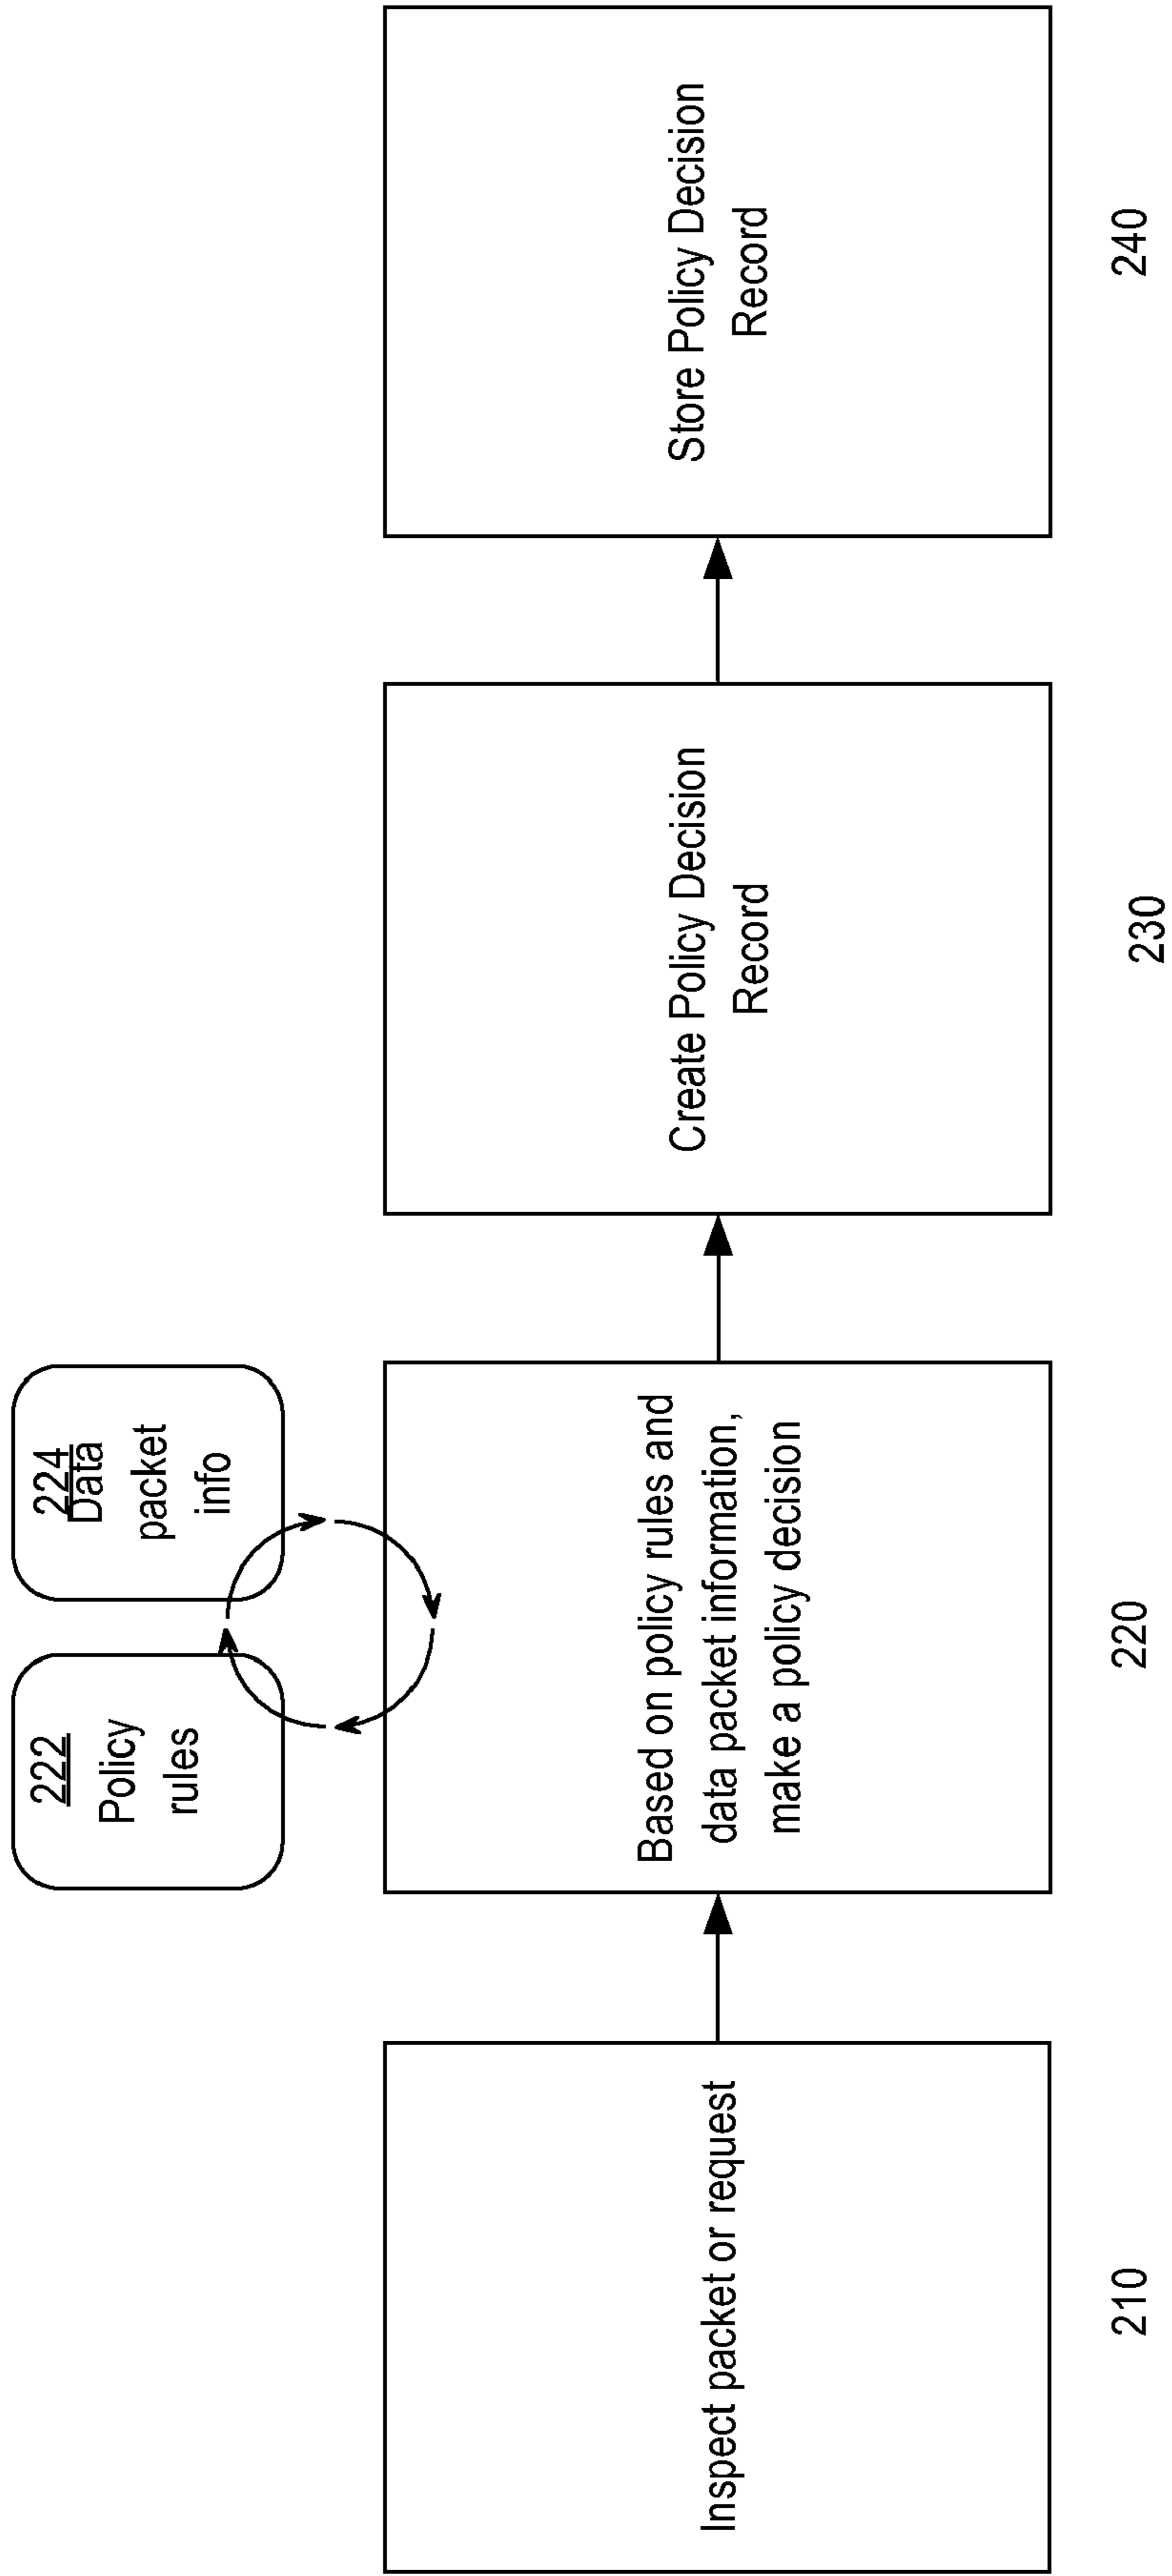 222
Policy
rules
224
Data
packet
info
Inspect packet or request
Based on policy rules and
data packet information,
make a policy decision
Create Policy Decision
Record
Store Policy Decision
Record
210
220
230
240